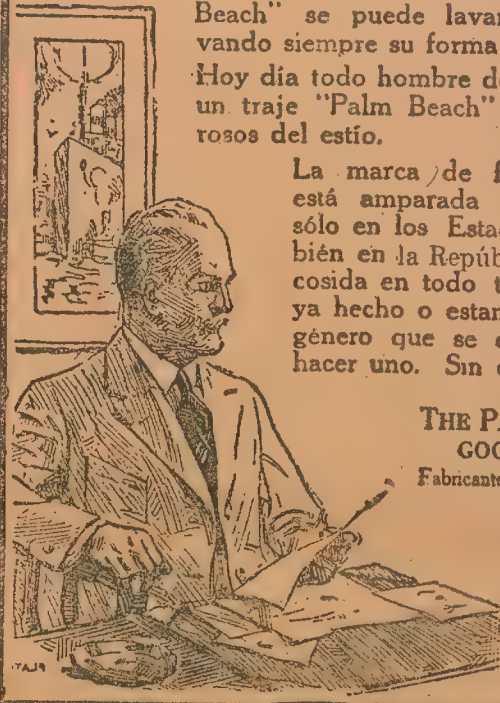 Beach" se puede lavar
vando siempre su forma
Hoy día todo hombre d
un traje "Palm Beach"
rosos del estío.
La marca de f
está amparada
sólo en los Esta
bién en la Repúb
cosida en todo t
ya hecho o estar
género que se
hacer uno. Sin
THE PA
GOO
Fabricante